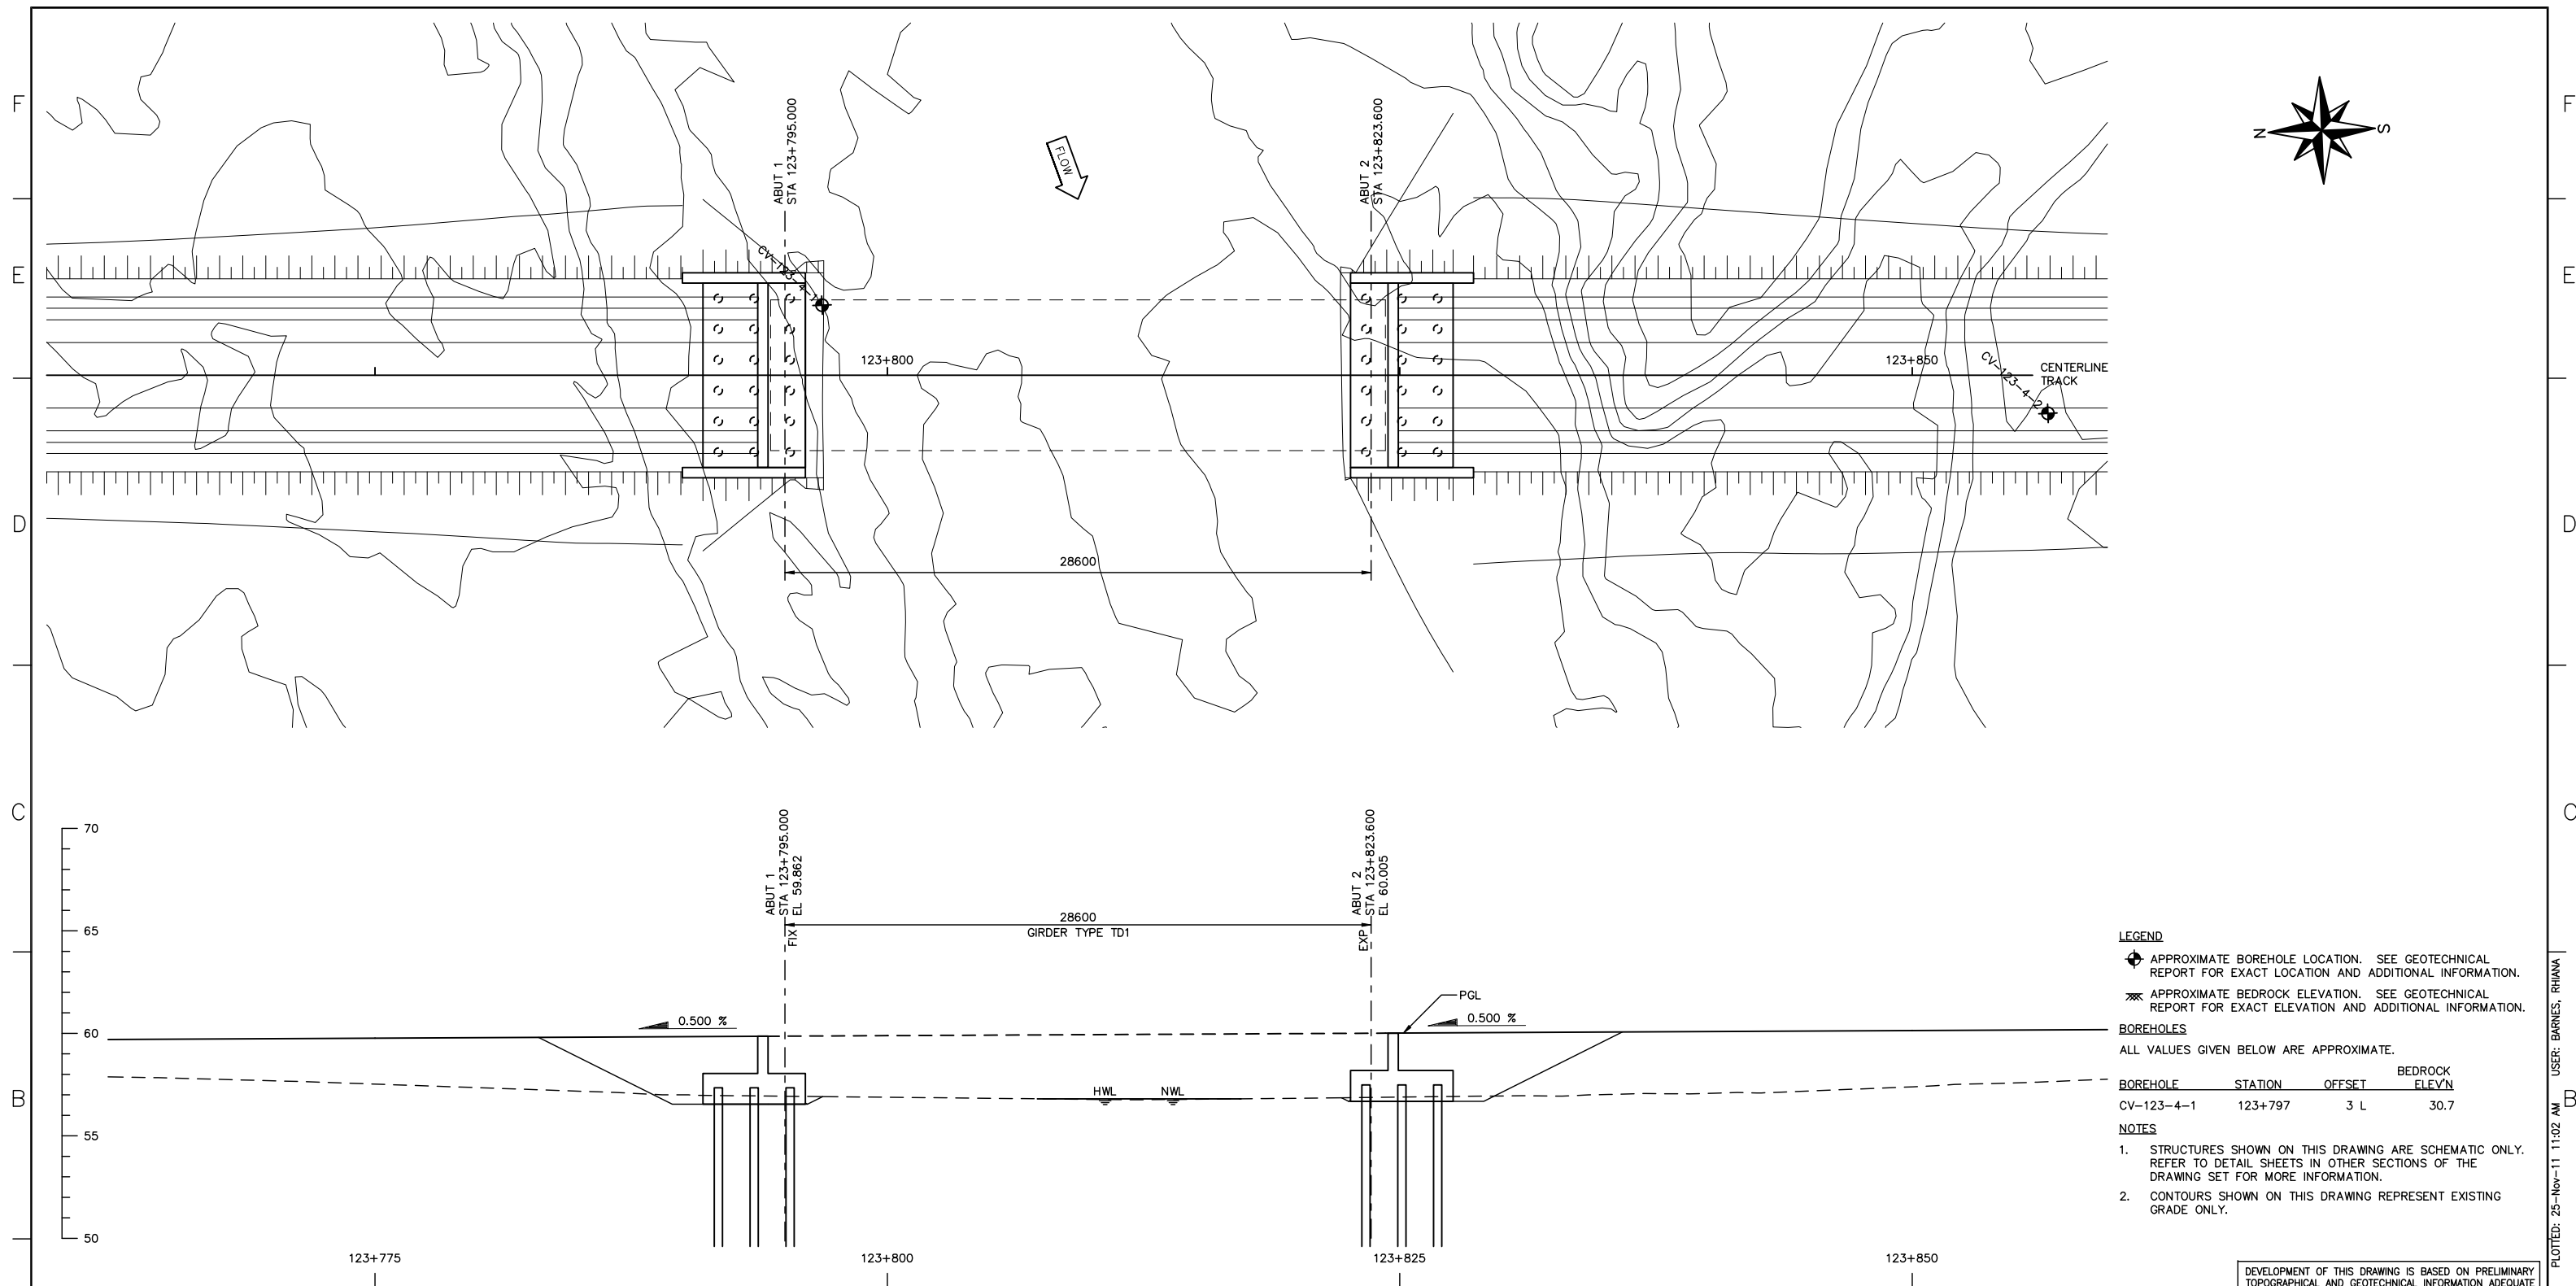 F
F
N
S
ABUT 1
STA 123+795.000
FLOW
ABUT 2
STA 123+823.600
E
E
CV-123-4-1
123+800
123+850
CV-123-4-2
CENTERLINE
TRACK
D
D
28600
C
C
70
65
60
55
50
ABUT 1
STA 123+795.000
EL 59.862
FIX
28600
GIRDER TYPE TD1
ABUT 2
STA 123+823.600
EL 60.005
EXP
PGL
0.500 %
0.500 %
HWL
NWL
B
B
123+775
123+800
123+825
123+850
LEGEND
APPROXIMATE BOREHOLE LOCATION. SEE GEOTECHNICAL
REPORT FOR EXACT LOCATION AND ADDITIONAL INFORMATION.
APPROXIMATE BEDROCK ELEVATION. SEE GEOTECHNICAL
REPORT FOR EXACT ELEVATION AND ADDITIONAL INFORMATION.
BOREHOLES
ALL VALUES GIVEN BELOW ARE APPROXIMATE.
BEDROCK
BOREHOLE STATION OFFSET ELEV'N
CV-123-4-1 123+797 3 L 30.7
NOTES
1. STRUCTURES SHOWN ON THIS DRAWING ARE SCHEMATIC ONLY.
REFER TO DETAIL SHEETS IN OTHER SECTIONS OF THE
DRAWING SET FOR MORE INFORMATION.
2. CONTOURS SHOWN ON THIS DRAWING REPRESENT EXISTING
GRADE ONLY.
DEVELOPMENT OF THIS DRAWING IS BASED ON PRELIMINARY
TOPOGRAPHICAL AND GEOTECHNICAL INFORMATION ADEQUATE
PLOTTED: 25-Nov-11 11:02 AM USER: BARNES, RHIANA